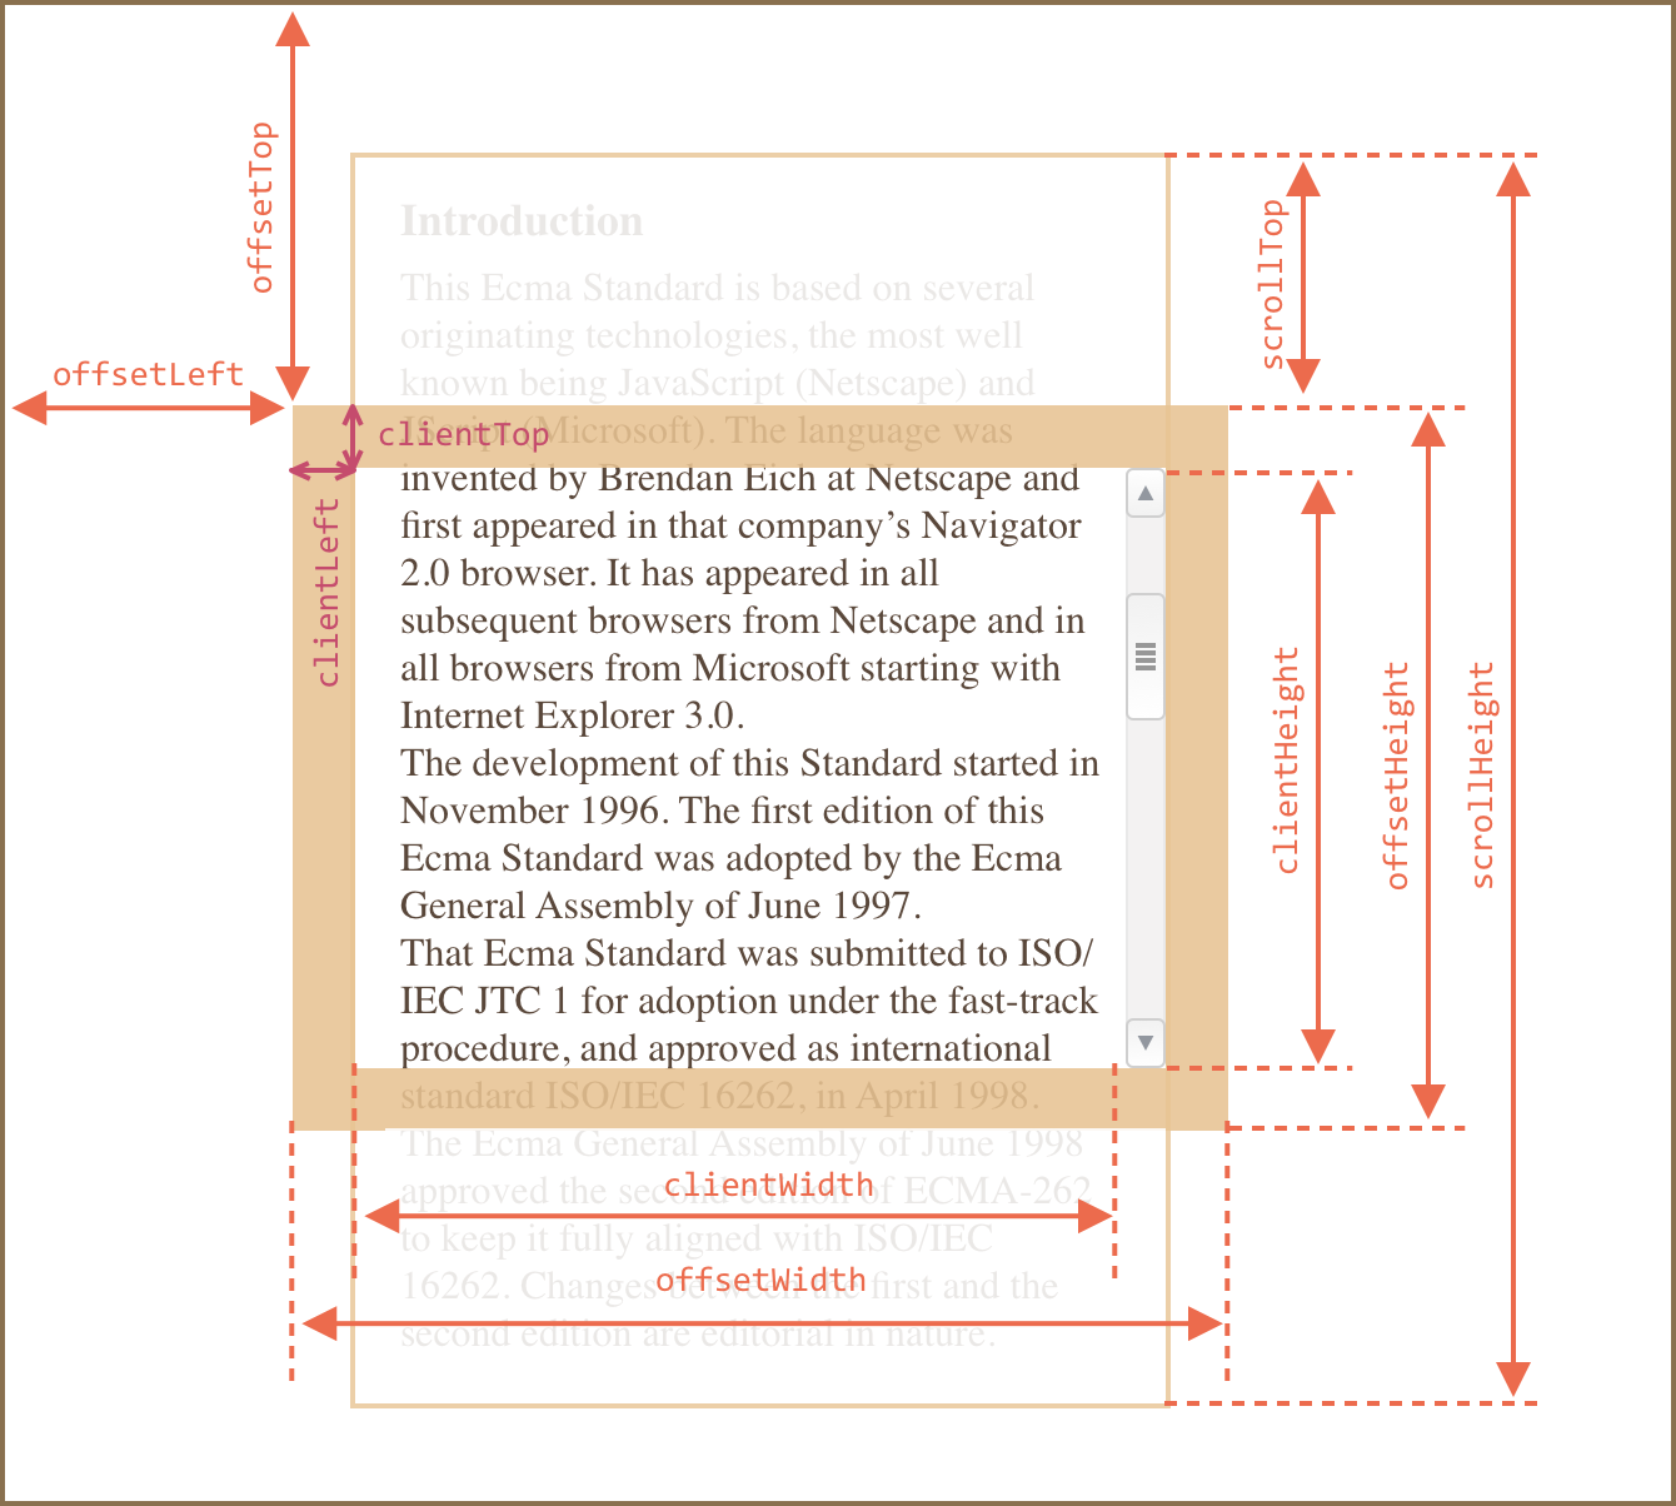 offsetTop
offsetLeft
Introduction
This Ecma Standard is based on several
originating technologies, the most well
known being JavaScript (Netscape) and
JScript (Microsoft). The language was
clientTop
clientLeft
invented by Brendan Eich at Netscape and
first appeared in that company’s Navigator
2.0 browser. It has appeared in all
subsequent browsers from Netscape and in
all browsers from Microsoft starting with
Internet Explorer 3.0.
The development of this Standard started in
November 1996. The first edition of this
Ecma Standard was adopted by the Ecma
General Assembly of June 1997.
That Ecma Standard was submitted to ISO/
IEC JTC 1 for adoption under the fast-track
procedure, and approved as international
standard ISO/IEC 16262, in April 1998.
The Ecma General Assembly of June 1998
approved the second edition of ECMA-262
clientWidth
to keep it fully aligned with ISO/IEC
16262. Changes between the first and the
offsetWidth
second edition are editorial in nature.
scrollTop
clientHeight
offsetHeight
scrollHeight